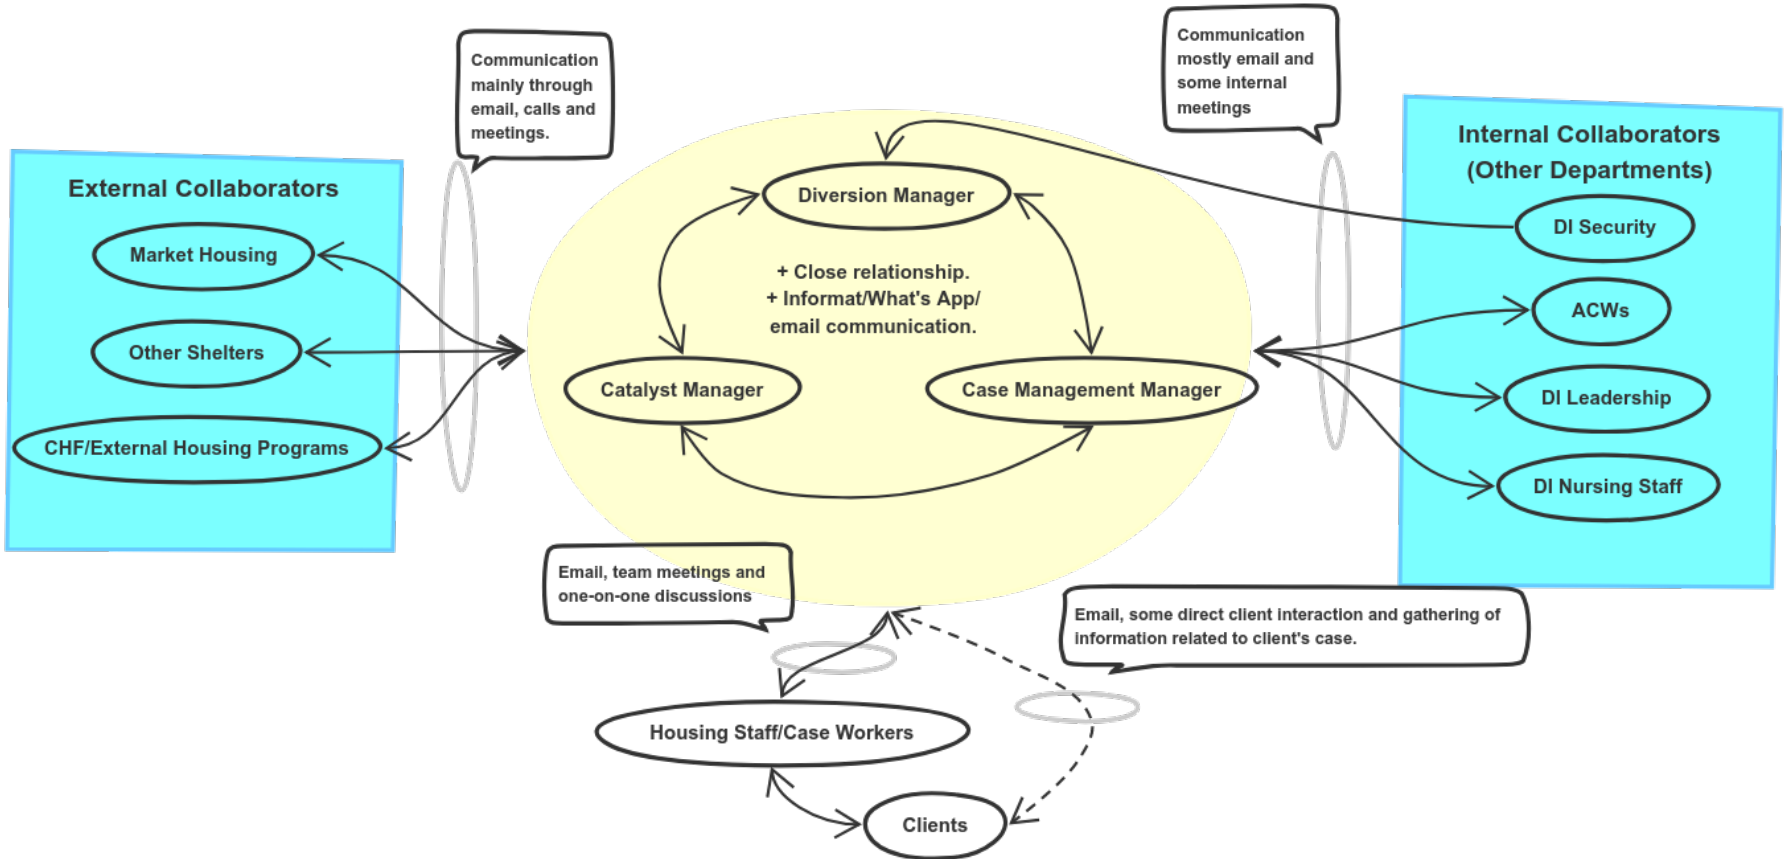 Communication
mainly through
email, calls and
meetings.
Communication
mostly email and
some internal
meetings
External Collaborators
Market Housing
Other Shelters
CHF/External Housing Programs
Diversion Manager
+ Close relationship.
+ Informat/What's App/
email communication.
Catalyst Manager
Case Management Manager
Internal Collaborators
(Other Departments)
DI Security
ACWs
DI Leadership
DI Nursing Staff
Email, team meetings and
one-on-one discussions
Email, some direct client interaction and gathering of
information related to client's case.
Housing Staff/Case Workers
Clients